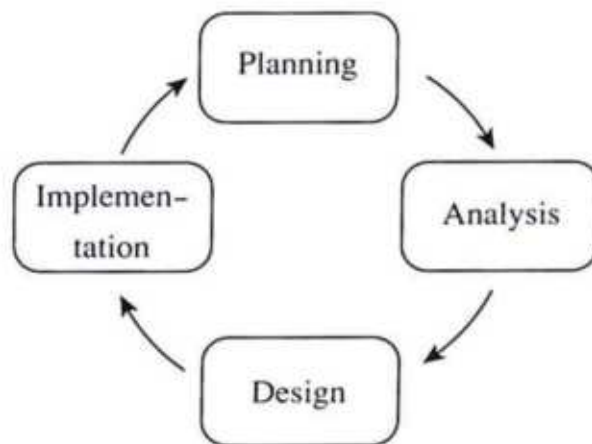 Planning
Analysis
Design
Implemen-
tation